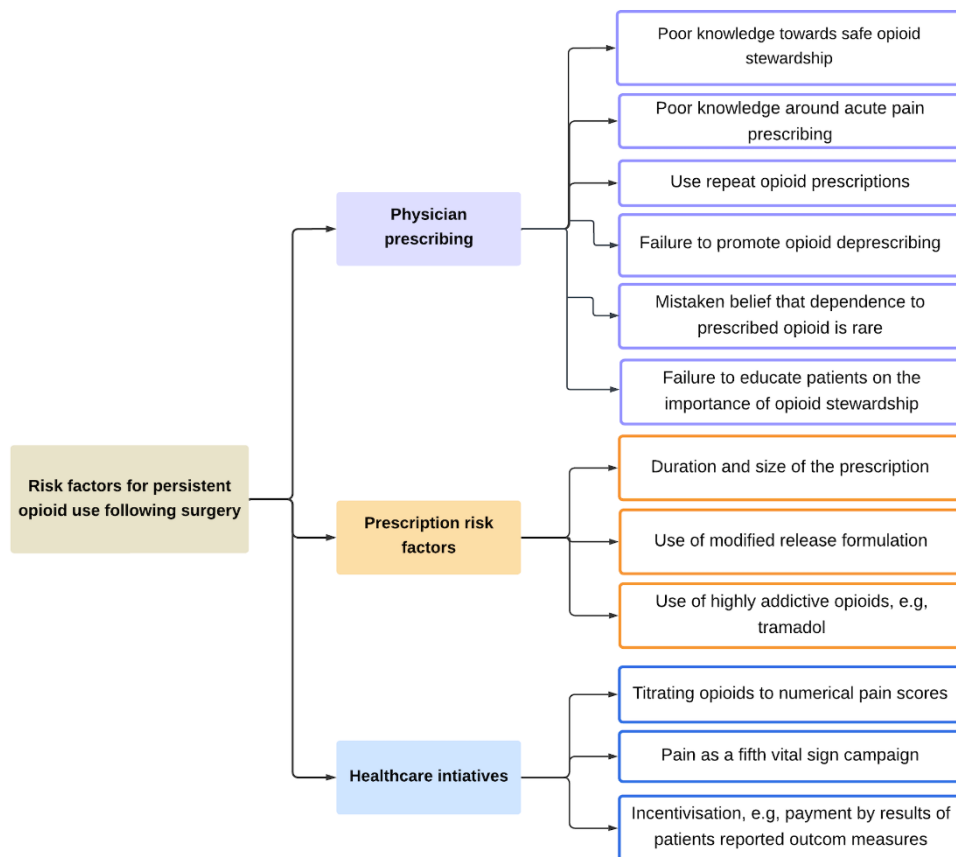 Poor knowledge towards safe opioid
stewardship
Poor knowledge around acute pain
prescribing
Use repeat opioid prescriptions
Physician
prescribing
Failure to promote opioid deprescribing
Mistaken belief that dependence to
prescribed opioid is rare
Failure to educate patients on the
importance of opioid stewardship
Risk factors for persistent
opioid use following surgery
Duration and size of the prescription
Prescription risk
factors
Use of modified release formulation
Use of highly addictive opioids, e.g,
tramadol
Titrating opioids to numerical pain scores
Healthcare intiatives
Pain as a fifth vital sign campaign
Incentivisation, e.g, payment by results of
patients reported outcom measures